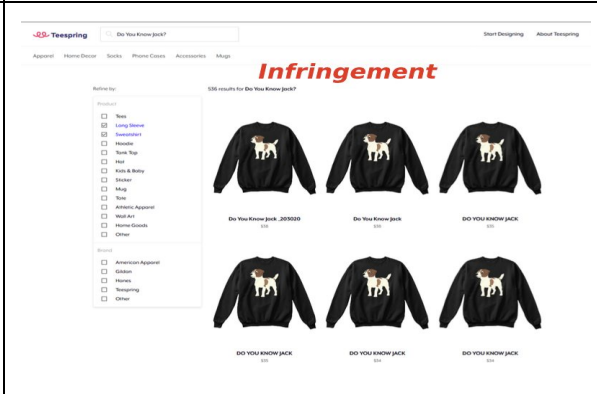 Teespring
Do You Know Jack?
Start Designing
About Teespring
Apparel
Home Decor
Socks
Phone Cases
Accessories
Mugs
Infringement
Refine by:
536 results for Do You Know Jack?
Product
Tees
Long Sleeve
Sweatshirt
Hoodie
Tank Top
Hat
Kids & Baby
Sticker
Mug
Tote
Athletic Apparel
Wall Art
Home Goods
Other
Brand
American Apparel
Gildan
Hanes
Teespring
Other
Do You Know Jack _203020
Do You Know Jack
DO YOU KNOW JACK
DO YOU KNOW JACK
DO YOU KNOW JACK
DO YOU KNOW JACK